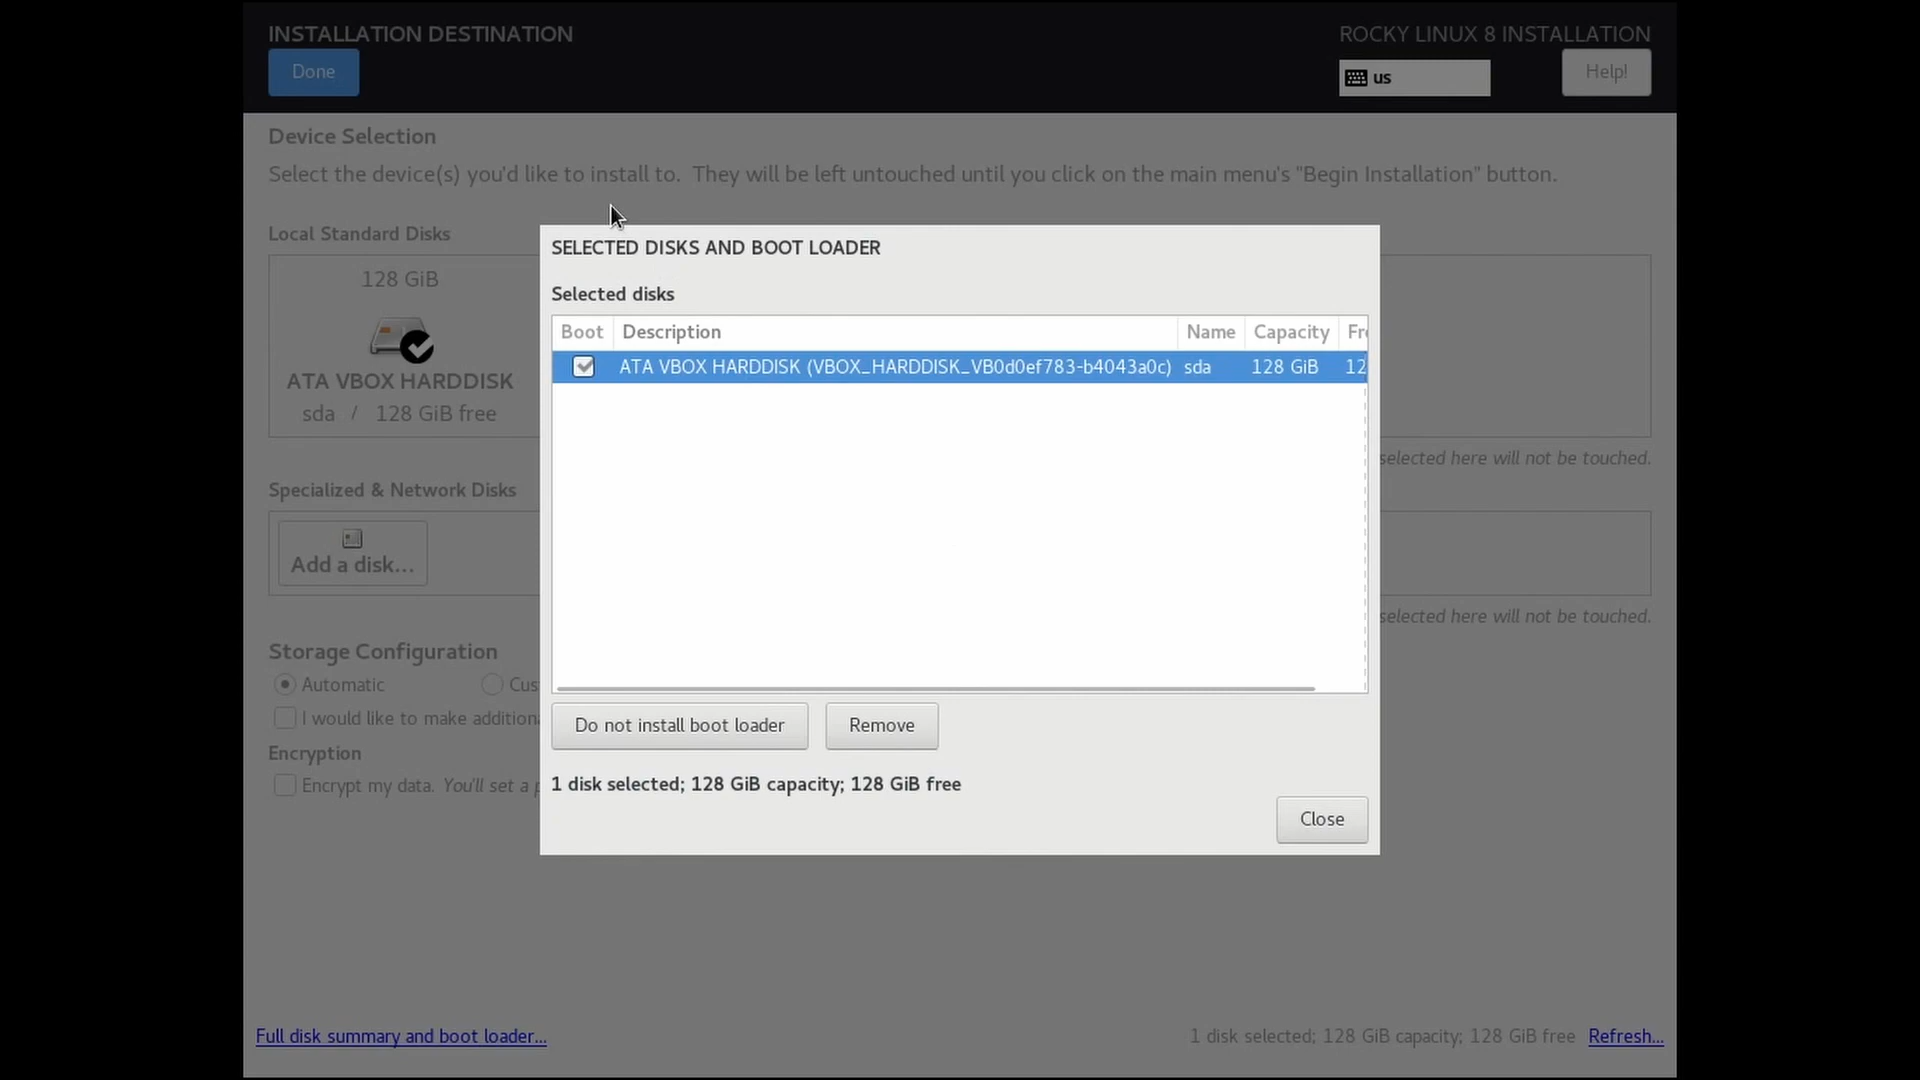 INSTALLATION DESTINATION
ROCKY LINUX 8 INSTALLATION
Done
us
Help!
Device Selection
Select the device(s) you'd like to install to. They will be left untouched until you click on the main menu's "Begin Installation" button.
Local Standard Disks
128 GiB
ATA VBOX HARDDISK
sda / 128 GiB free
selected here will not be touched.
Specialized & Network Disks
Add a disk...
selected here will not be touched.
Storage Configuration
Automatic
Cus
I would like to make additiona
Encryption
Encrypt my data. You'll set a p
SELECTED DISKS AND BOOT LOADER
Selected disks
Boot Description Name Capacity Fre
ATA VBOX HARDDISK (VBOX_HARDDISK_VB0d0ef783-b4043a0c) sda 128 GiB 12
Do not install boot loader
Remove
1 disk selected; 128 GiB capacity; 128 GiB free
Close
Full disk summary and boot loader...
1 disk selected; 128 GiB capacity; 128 GiB free Refresh...